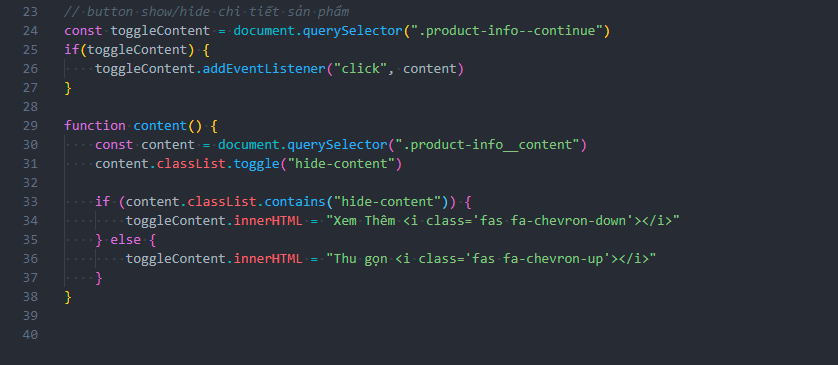 23 // button show/hide chi tiết sản phẩm
24 const toggleContent = document.querySelector(".product-info--continue")
25 if(toggleContent) {
26     toggleContent.addEventListener("click", content)
27 }
28
29 function content() {
30     const content = document.querySelector(".product-info__content")
31     content.classList.toggle("hide-content")
32
33     if (content.classList.contains("hide-content")) {
34         toggleContent.innerHTML = "Xem Thêm <i class='fas fa-chevron-down'></i>"
35     } else {
36         toggleContent.innerHTML = "Thu gọn <i class='fas fa-chevron-up'></i>"
37     }
38 }
39
40